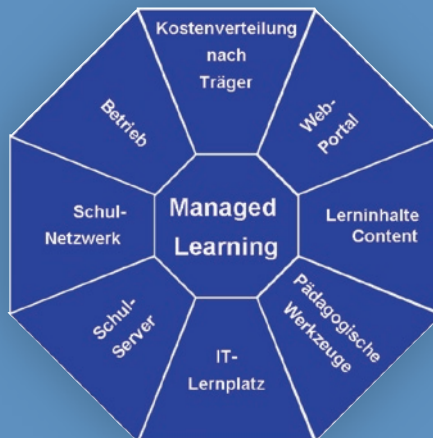 Kostenverteilung
nach
Träger
Web-
Portal
Lerninhalte
Content
Pädagogische
Werkzeuge
IT-
Lernplatz
Schul-
Server
Schul-
Netzwerk
Betrieb
Managed
Learning